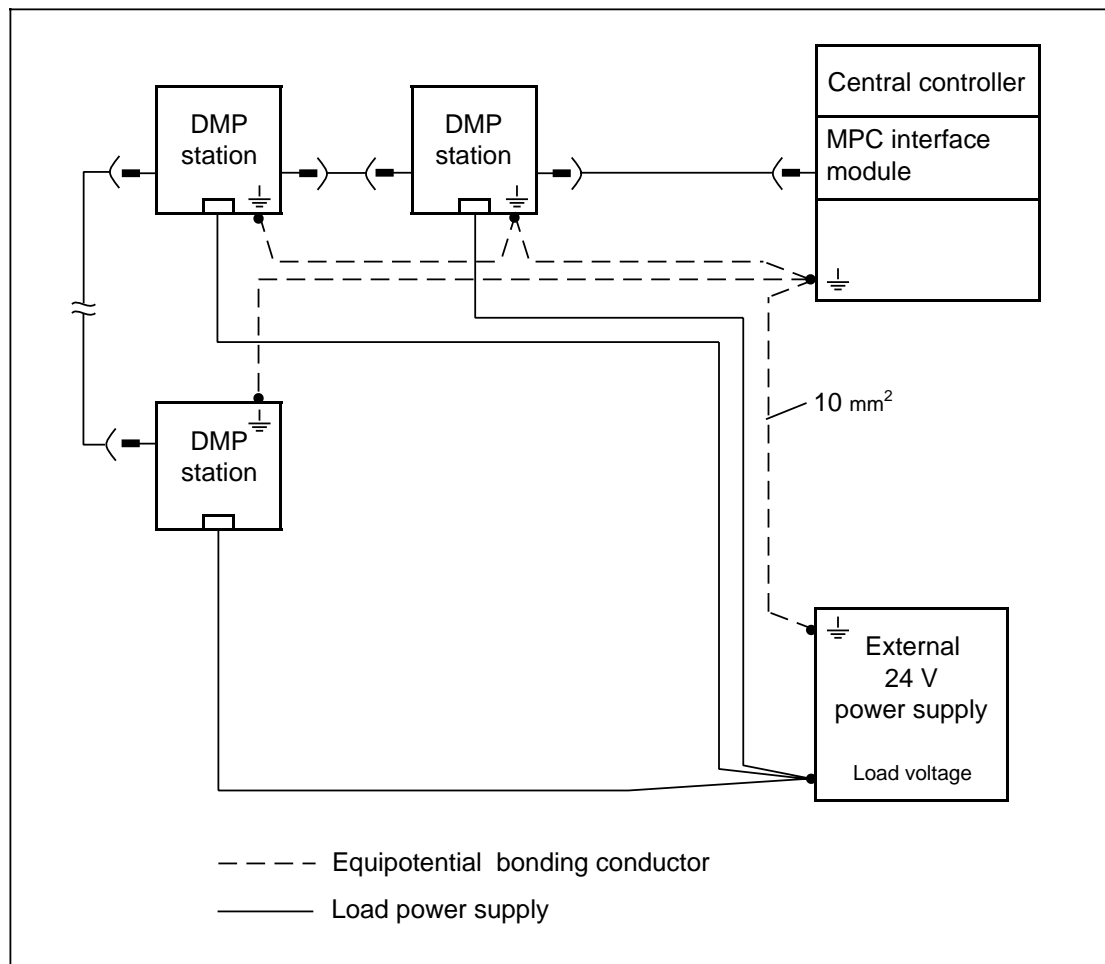 Central controller
DMP
station
DMP
station
MPC interface
module
10 mm²
DMP
station
External
24 V
power supply
Load voltage
Equipotential bonding conductor
Load power supply